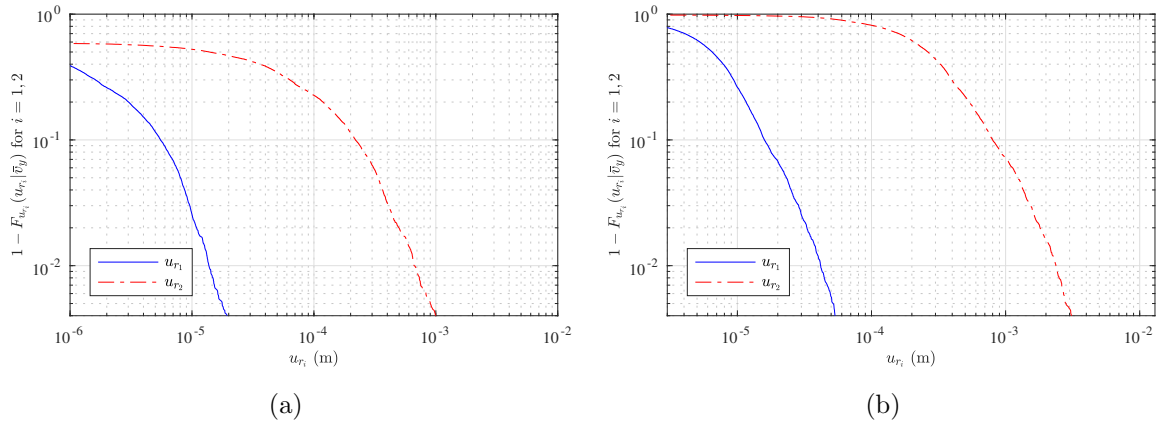 10^0
10^-1
10^-2
1 − F_{u_{r_i}}(u_{r_i}|v̄_y) for i = 1, 2
u_{r_1}
u_{r_2}
10^-6 10^-5 10^-4 10^-3 10^-2
u_{r_i} (m)
(a)
10^0
10^-1
10^-2
1 − F_{u_{r_i}}(u_{r_i}|v̄_y) for i = 1, 2
u_{r_1}
u_{r_2}
10^-5 10^-4 10^-3 10^-2
u_{r_i} (m)
(b)